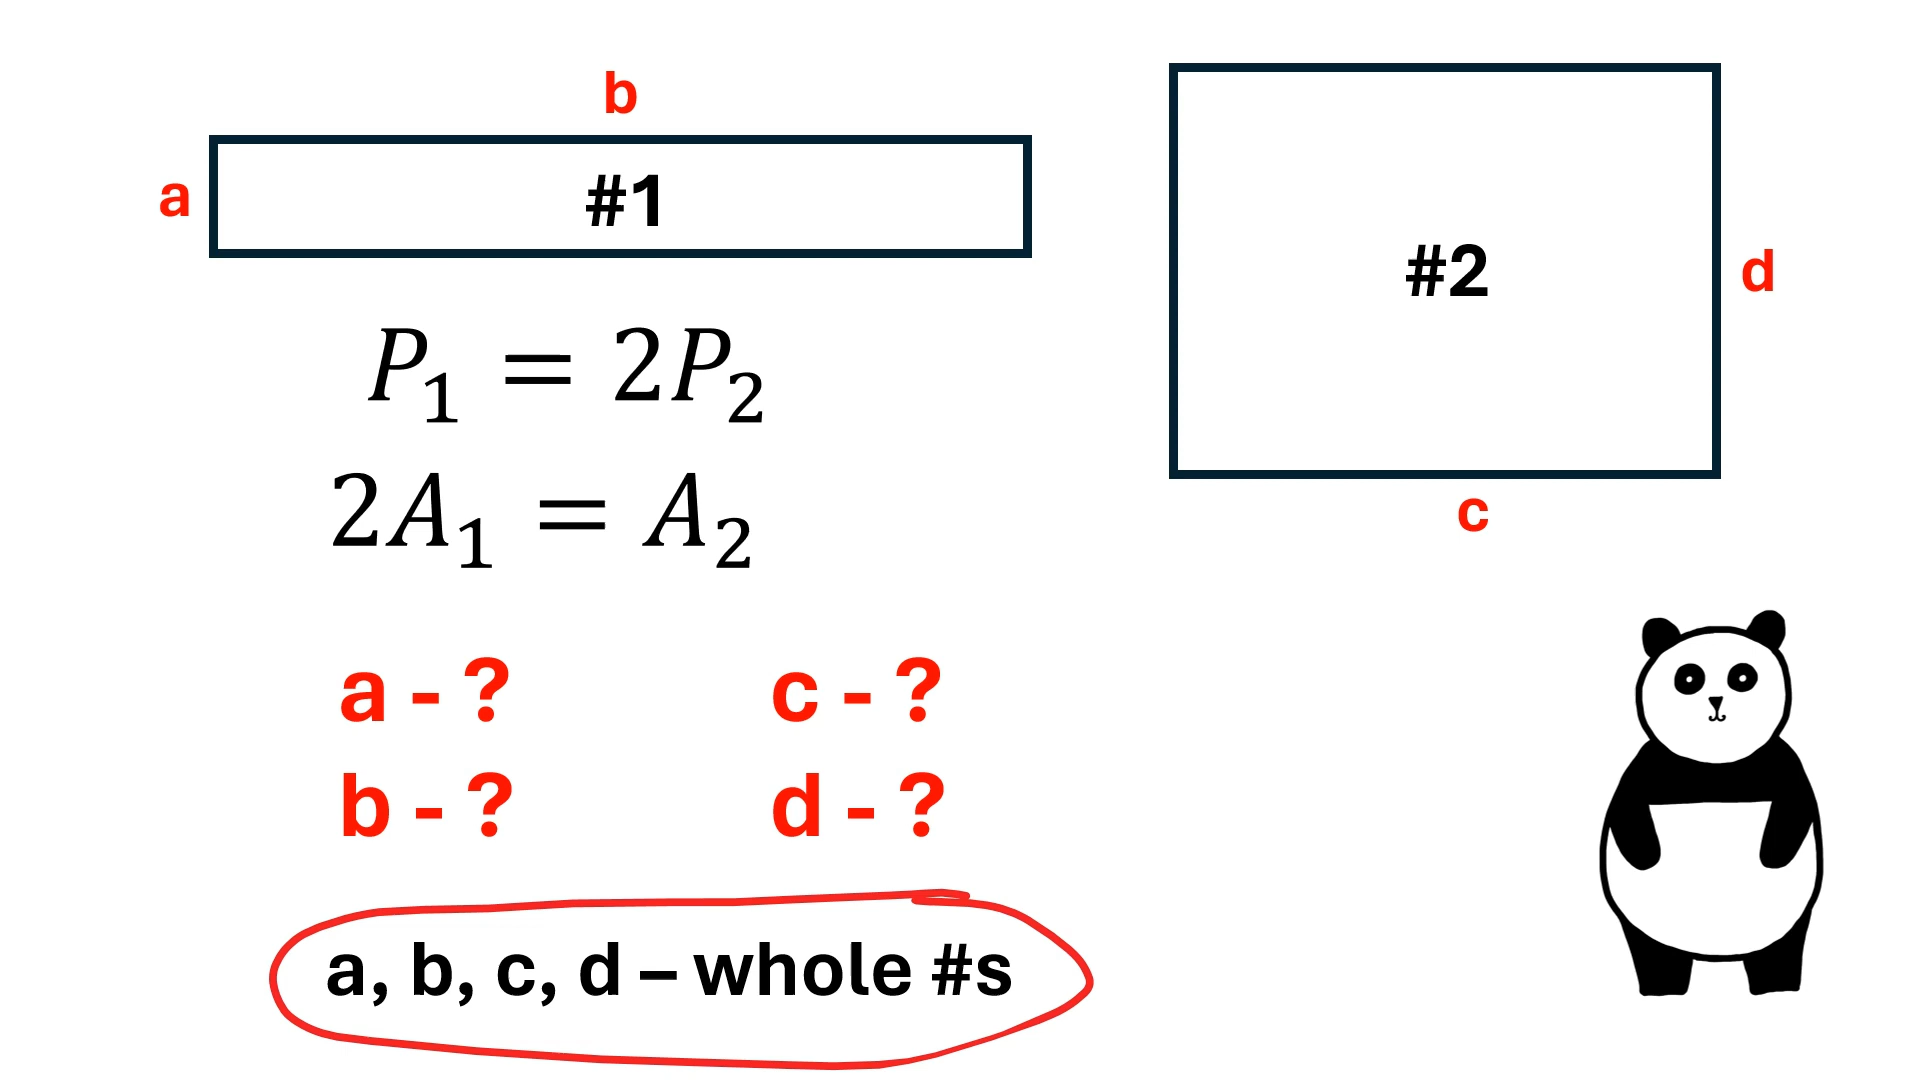 b
a
#1
#2
d
c
P₁ = 2P₂
2A₁ = A₂
a - ?
c - ?
b - ?
d - ?
a, b, c, d – whole #s